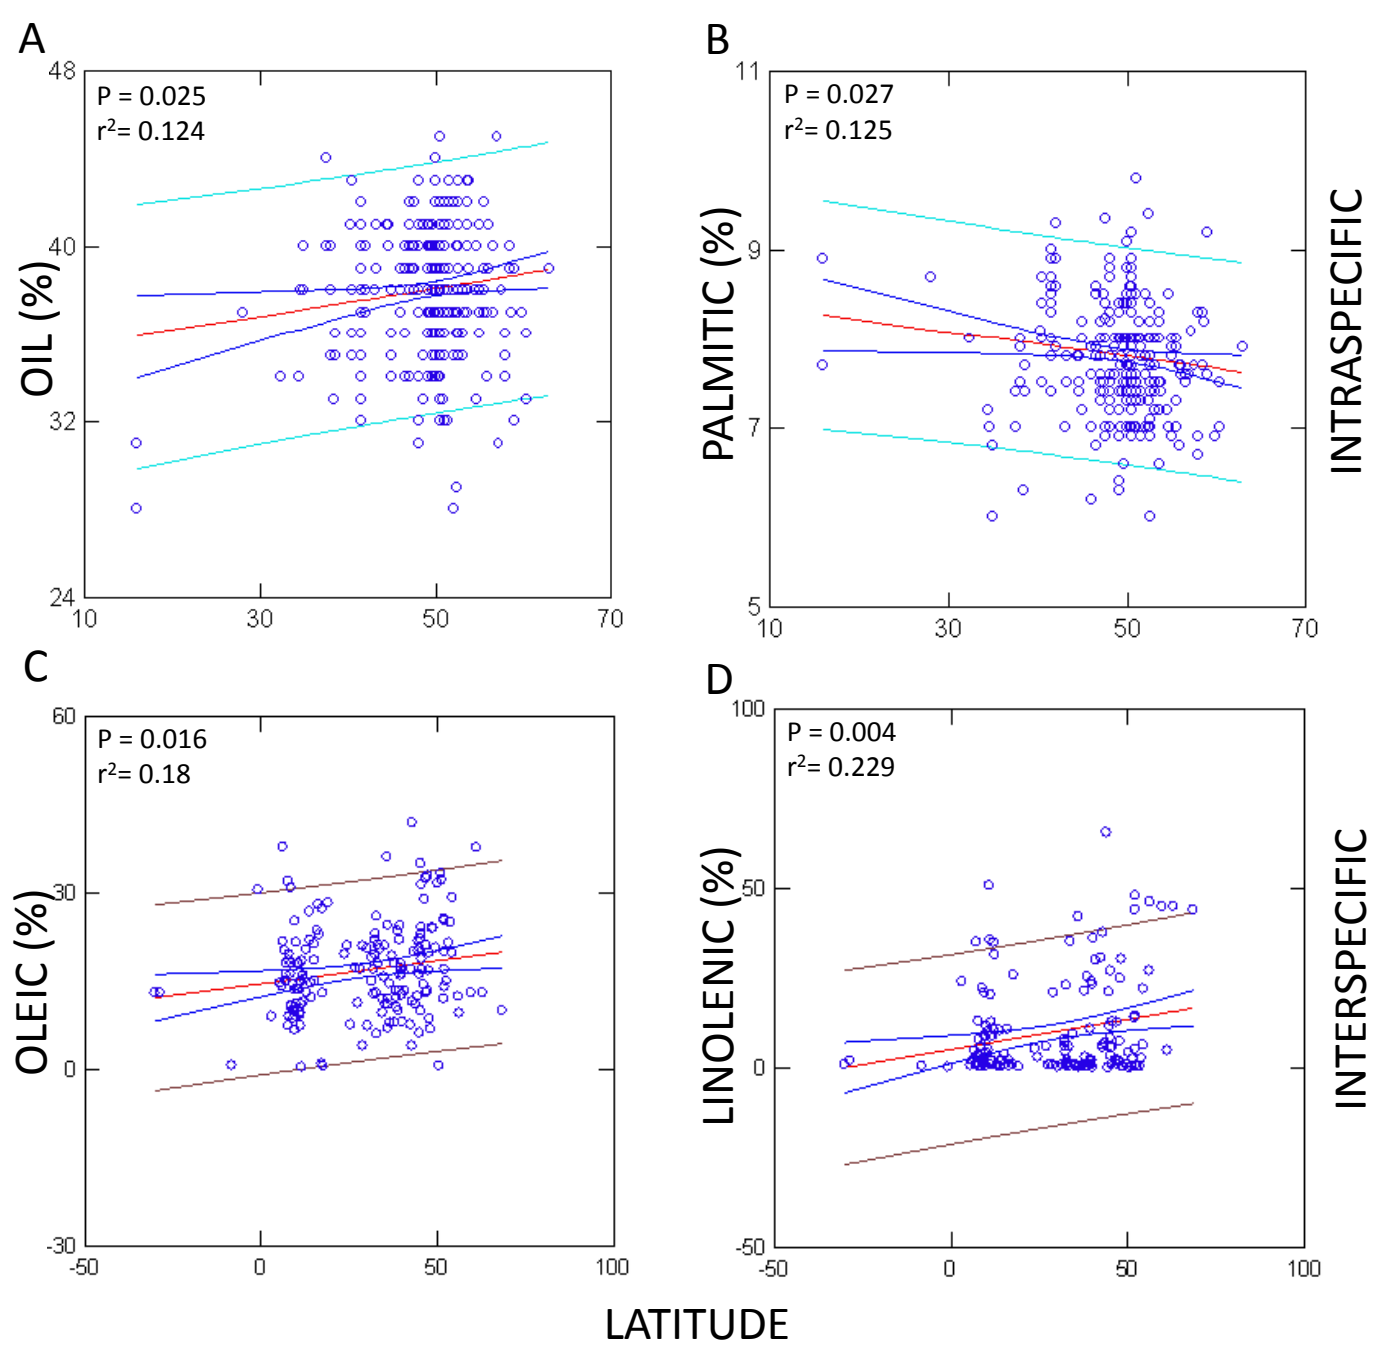 A
48
40
32
24
10
30
50
70
P = 0.025
r²= 0.124
OIL (%)
B
11
9
7
5
10
30
50
70
P = 0.027
r²= 0.125
PALMITIC (%)
INTRASPECIFIC
C
60
30
0
-30
-50
0
50
100
P = 0.016
r²= 0.18
OLEIC (%)
D
100
50
0
-50
-50
0
50
100
P = 0.004
r²= 0.229
LINOLENIC (%)
INTERSPECIFIC
LATITUDE